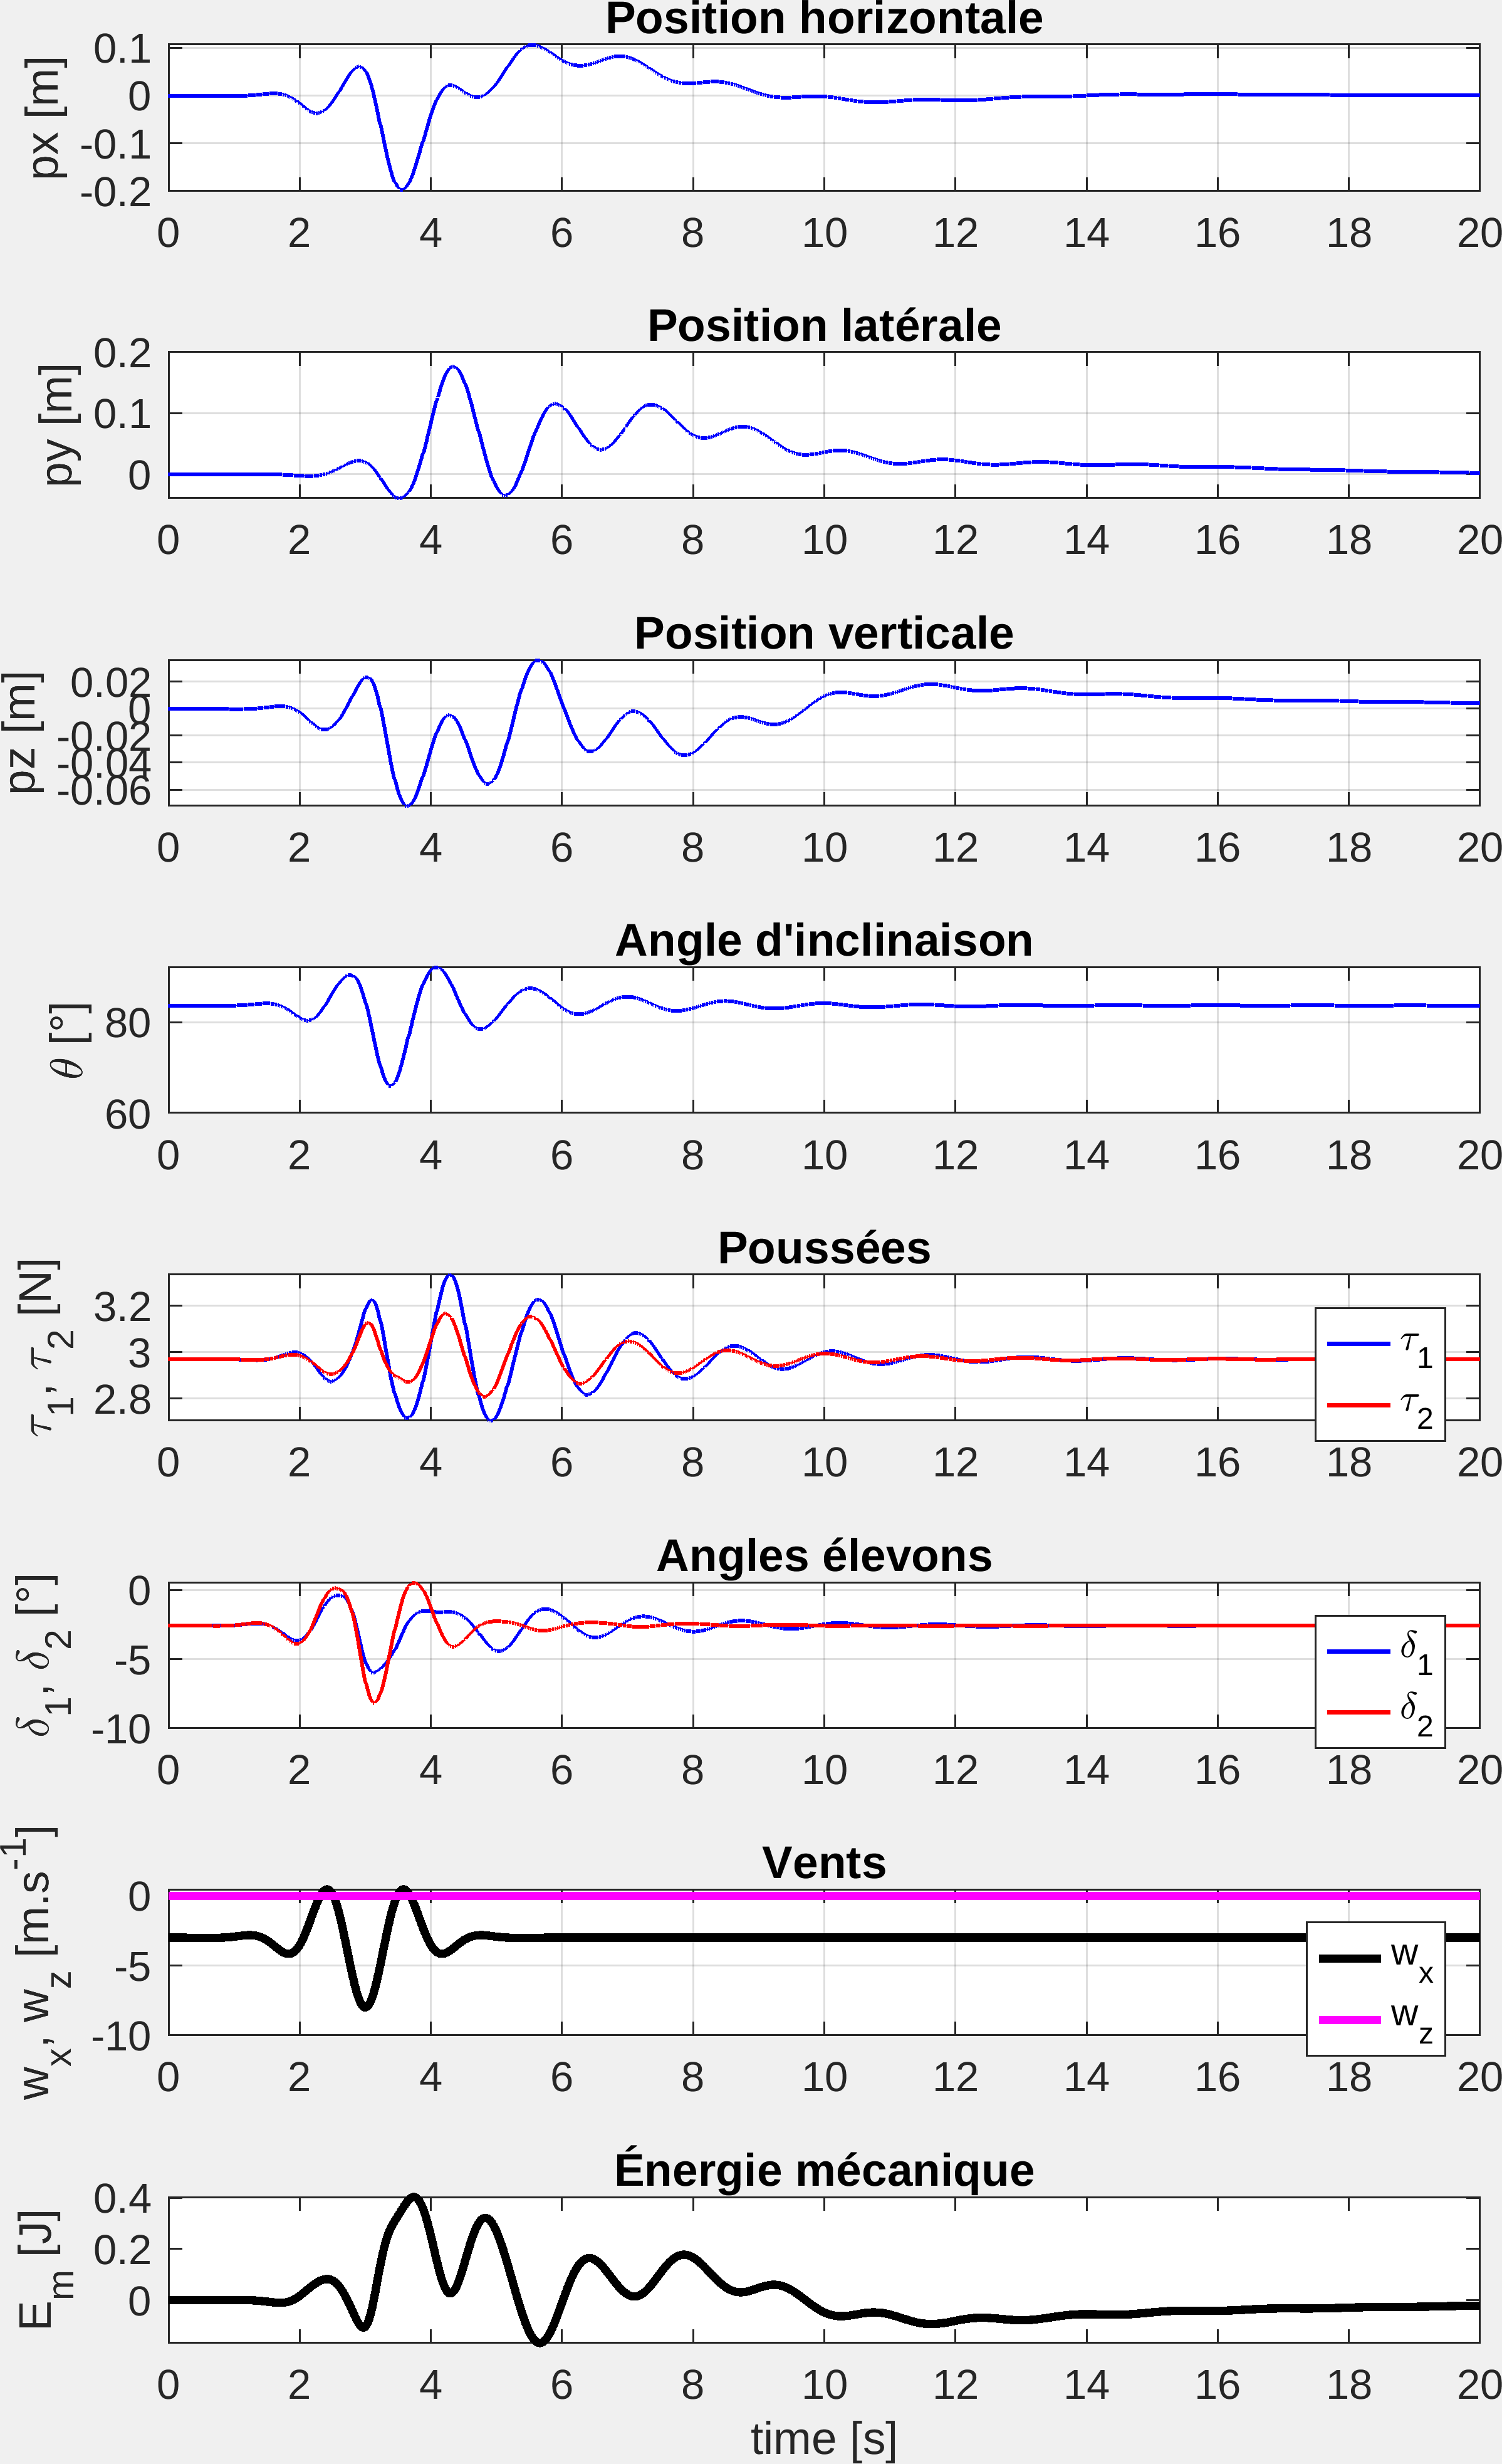 Position horizontale
px [m]
0.1
0
-0.1
-0.2
0 2 4 6 8 10 12 14 16 18 20
Position latérale
py [m]
0.2
0.1
0
0 2 4 6 8 10 12 14 16 18 20
Position verticale
pz [m]
0.02
0
-0.02
-0.04
-0.06
0 2 4 6 8 10 12 14 16 18 20
Angle d'inclinaison
θ [°]
80
60
0 2 4 6 8 10 12 14 16 18 20
Poussées
τ1, τ2 [N]
3.2
3
2.8
τ1
τ2
0 2 4 6 8 10 12 14 16 18 20
Angles élevons
δ1, δ2 [°]
0
-5
-10
δ1
δ2
0 2 4 6 8 10 12 14 16 18 20
Vents
wx, wz [m.s-1]
0
-5
-10
wx
wz
0 2 4 6 8 10 12 14 16 18 20
Énergie mécanique
Em [J]
0.4
0.2
0
0 2 4 6 8 10 12 14 16 18 20
time [s]